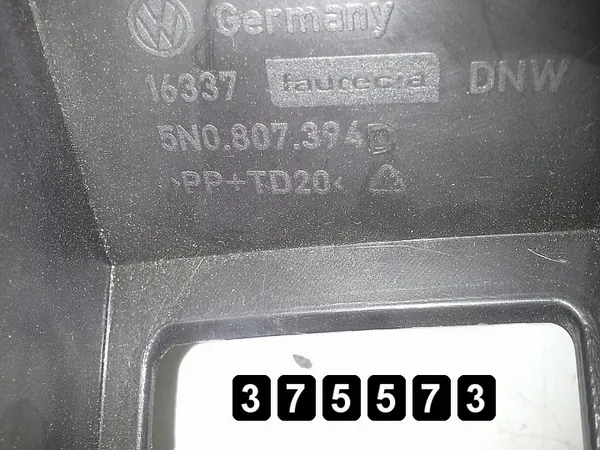 Germany
16337 faurecia DNW
5N0.807.394D
>PP+TD20<
375573